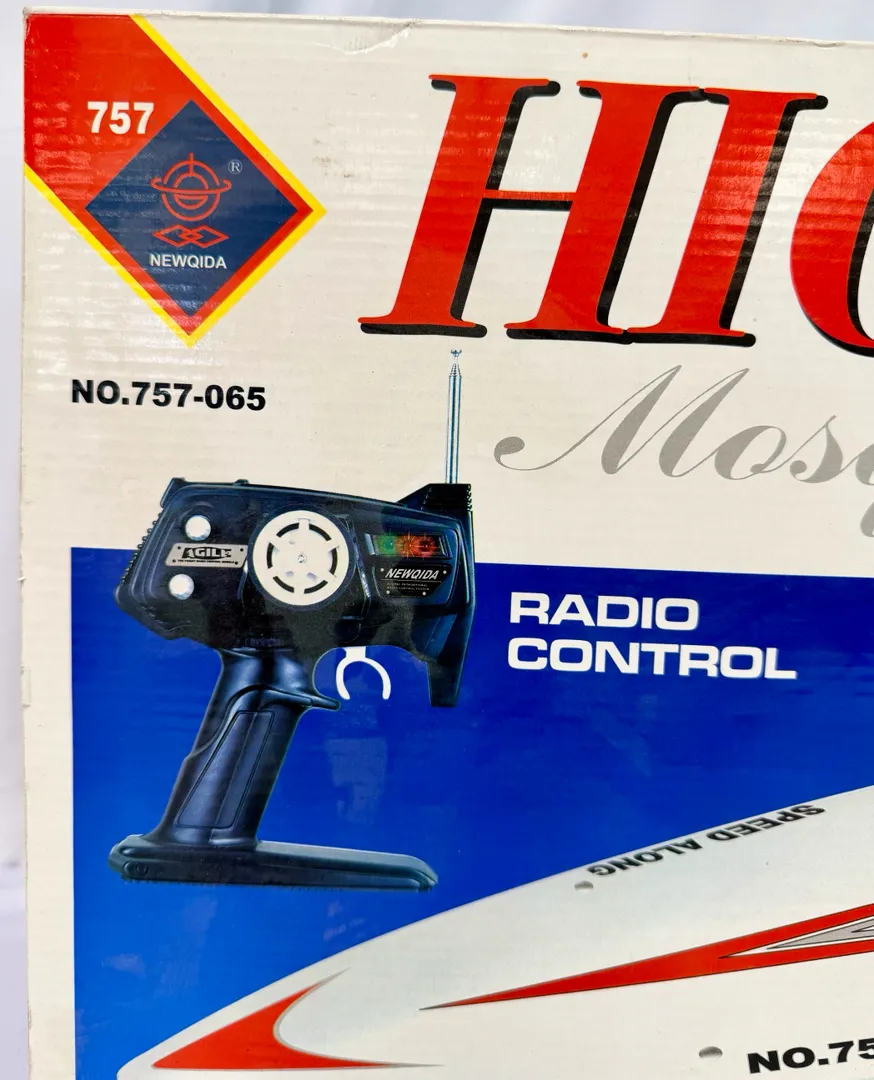 757
®
NEWQIDA
NO.757-065
HIG
Mosq
AGILE
NEWQIDA
RADIO
CONTROL
SPEED ALONG
NO.75